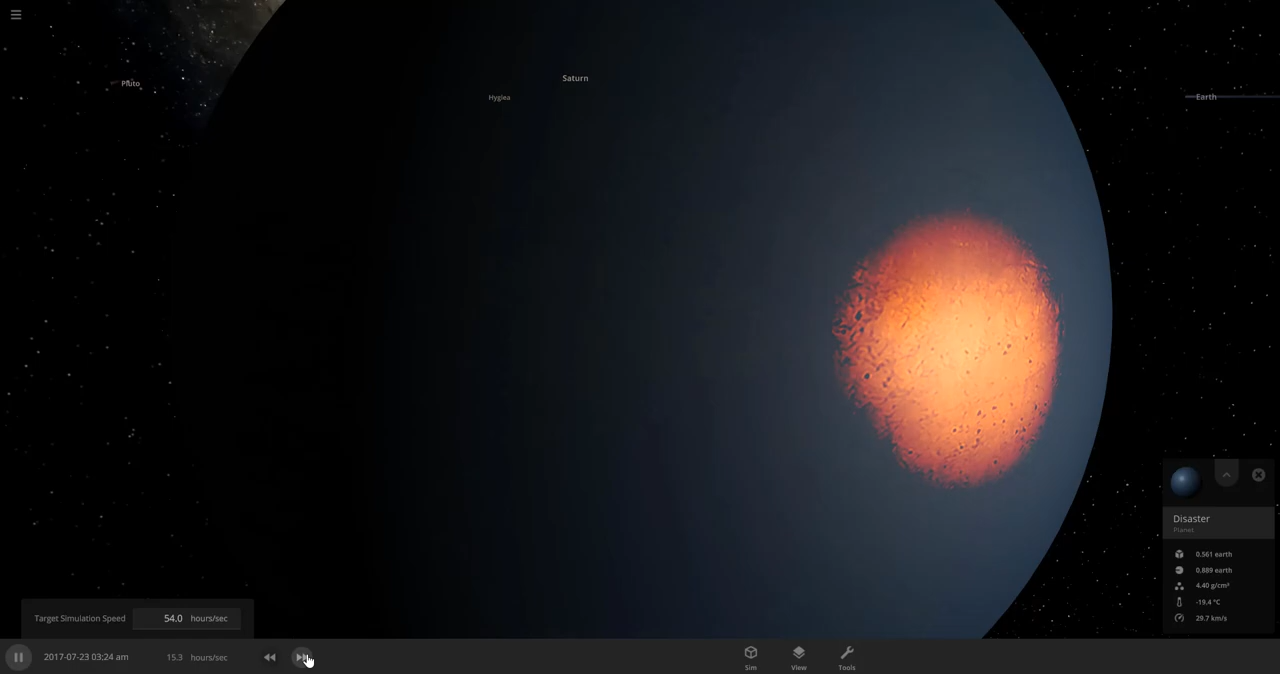 Pluto
Saturn
Hygiea
Earth
Disaster
Planet
0.561 earth
0.889 earth
4.40 g/cm³
-19.4 °C
29.7 km/s
Target Simulation Speed 54.0 hours/sec
2017-07-23 03:24 am 15.3 hours/sec
Sim View Tools